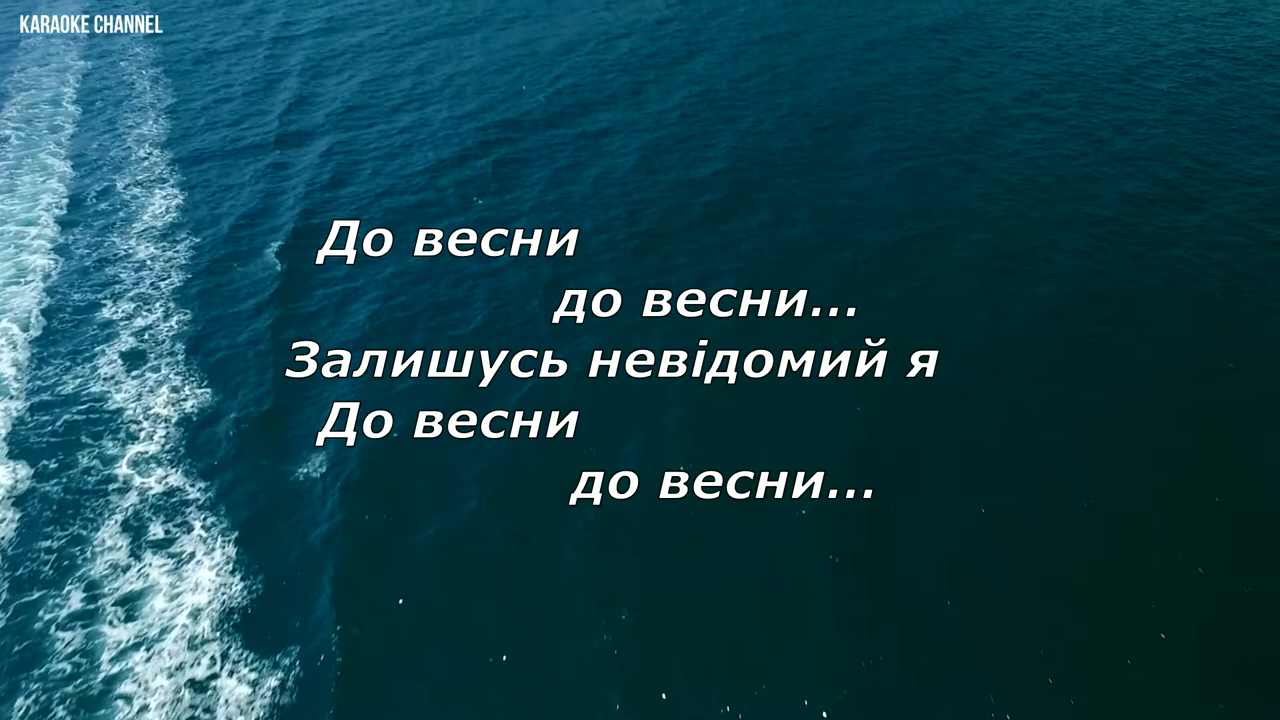 KARAOKE CHANNEL
До весни
до весни...
Залишусь невідомий я
До весни
до весни...